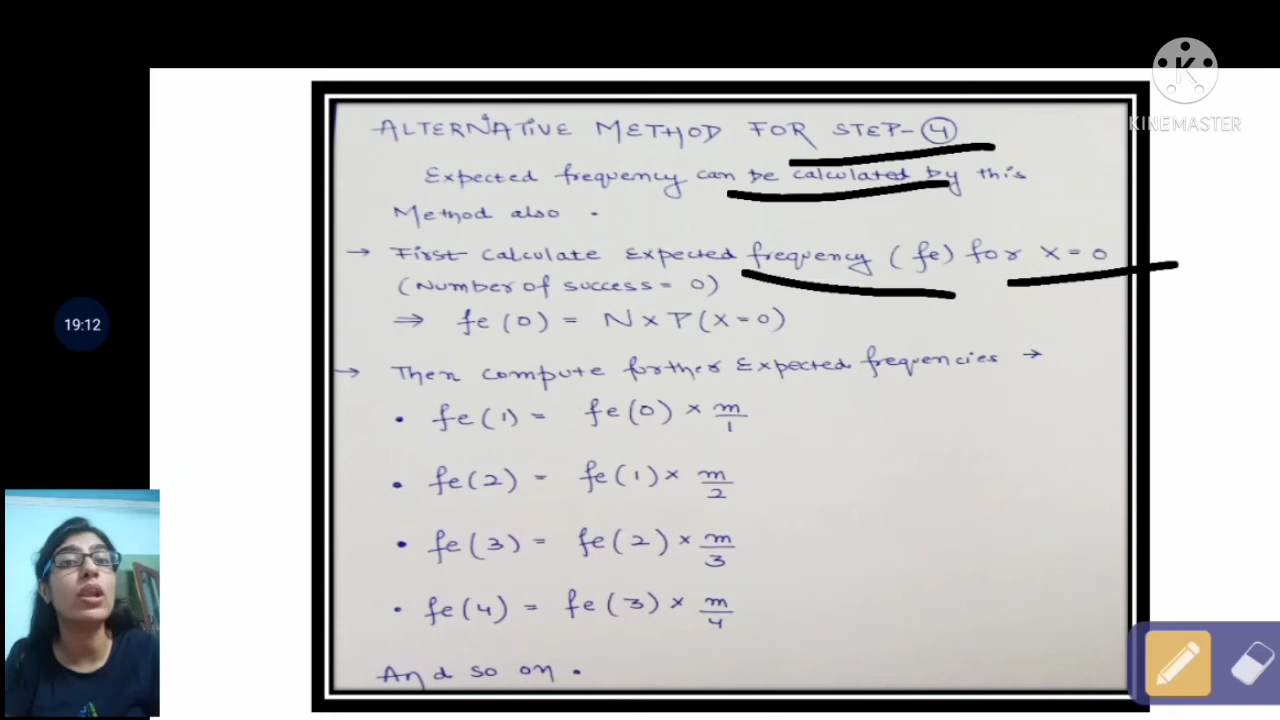 ALTERNATIVE METHOD FOR STEP-4
Expected frequency can be calculated by this
Method also .
→ First calculate Expected frequency (fe) for X=0
(Number of success = 0)
⇒ fe(0) = N×P(X=0)
→ Then compute further Expected frequencies →
• fe(1) = fe(0) × m/1
• fe(2) = fe(1) × m/2
• fe(3) = fe(2) × m/3
• fe(4) = fe(3) × m/4
And so on .
19:12
K
KINEMASTER